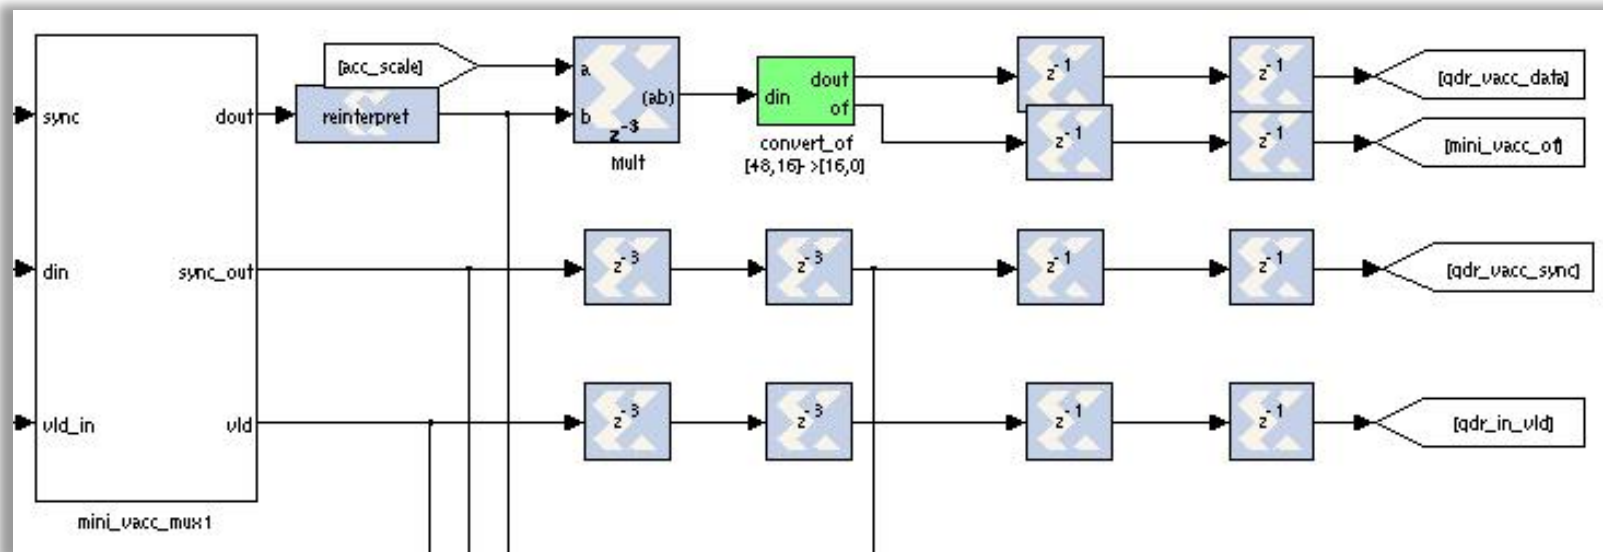 [acc_scale]
sync
dout
reinterpret
a
b
(ab)
z-3
Mult
din
dout
of
convert_of
[48,16]->[16,0]
z-1
z-1
[qdr_vacc_data]
z-1
z-1
[mini_vacc_of]
din
sync_out
z-3
z-3
z-1
z-1
[qdr_vacc_sync]
vld_in
vld
z-3
z-3
z-1
z-1
[qdr_in_vld]
mini_vacc_mux1